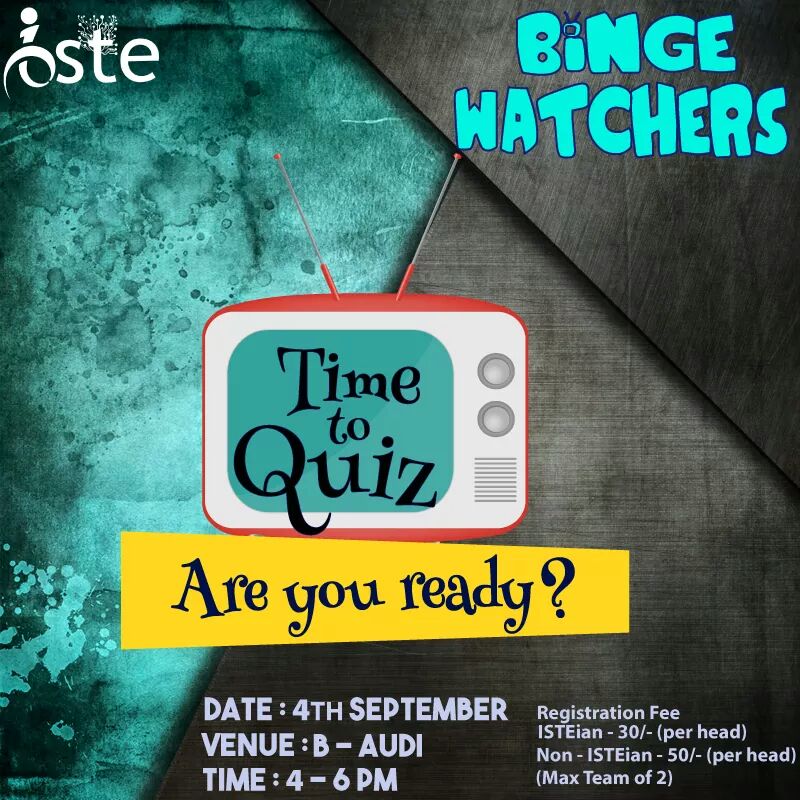 iste
BiNGE
WATCHERS
Time
to
Quiz
Are you ready?
DATE : 4TH SEPTEMBER
VENUE : B – AUDI
TIME : 4 – 6 PM
Registration Fee
ISTEian - 30/- (per head)
Non - ISTEian - 50/- (per head)
(Max Team of 2)